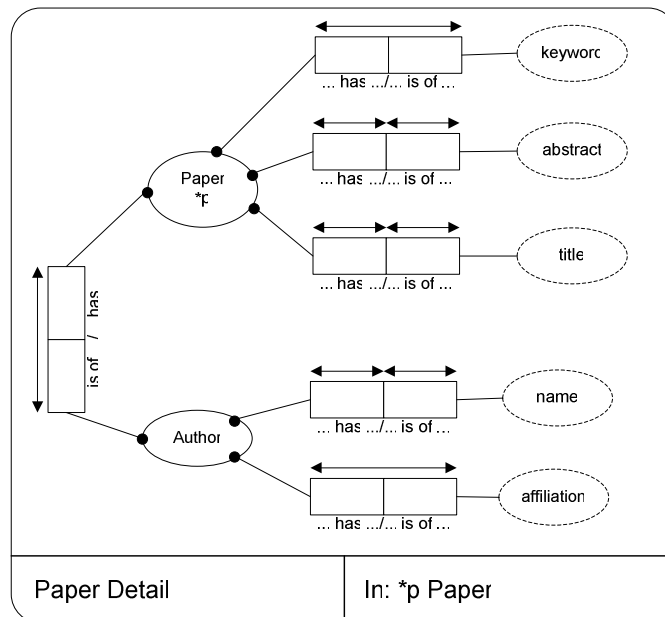 keyword
... has .../... is of ...
abstract
... has .../... is of ...
Paper
*p
title
... has .../... is of ...
is of / has
name
... has .../... is of ...
Author
affiliation
... has .../... is of ...
Paper Detail
In: *p Paper